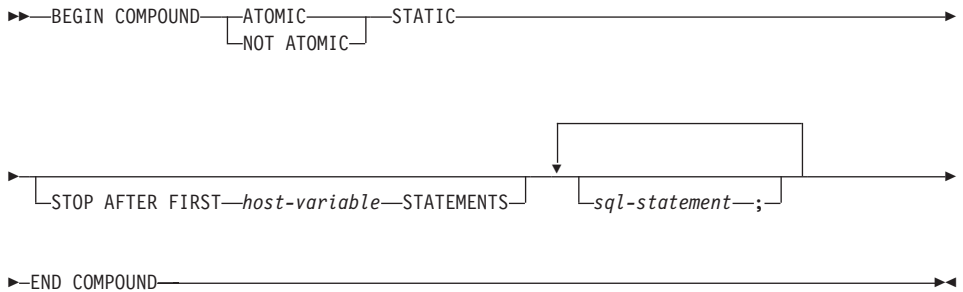 BEGIN COMPOUND ATOMIC STATIC
NOT ATOMIC
STOP AFTER FIRST host-variable STATEMENTS sql-statement ;
END COMPOUND